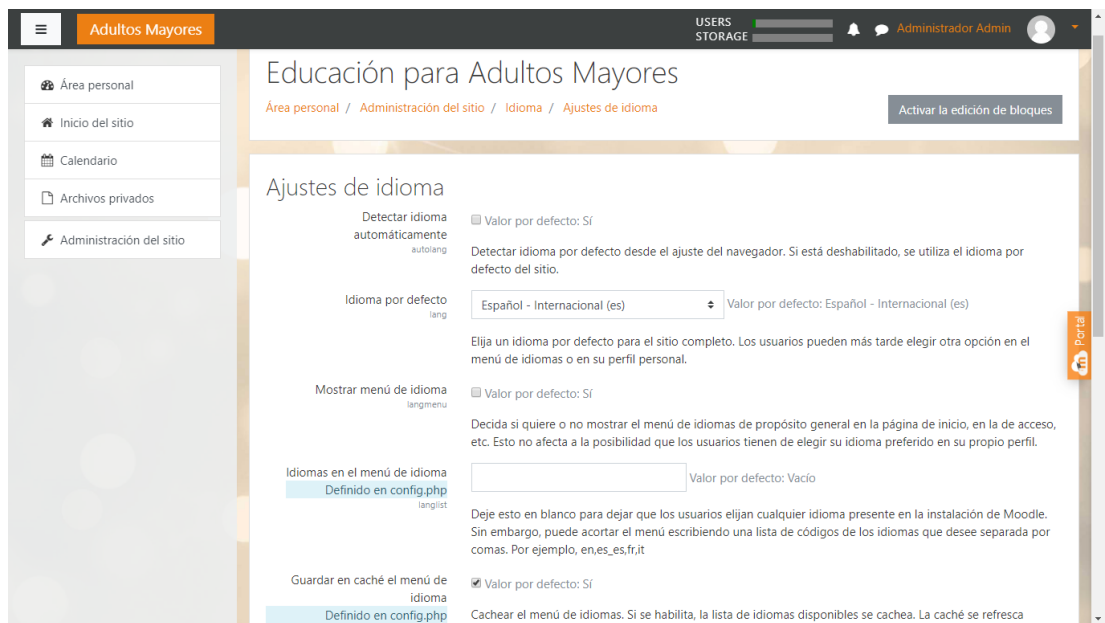 Adultos Mayores
USERS
STORAGE
Administrador Admin
Área personal
Inicio del sitio
Calendario
Archivos privados
Administración del sitio
Educación para Adultos Mayores
Área personal / Administración del sitio / Idioma / Ajustes de idioma
Activar la edición de bloques
Ajustes de idioma
Detectar idioma
automáticamente
autolang
Valor por defecto: Sí
Detectar idioma por defecto desde el ajuste del navegador. Si está deshabilitado, se utiliza el idioma por
defecto del sitio.
Idioma por defecto
lang
Español - Internacional (es)
Valor por defecto: Español - Internacional (es)
Elija un idioma por defecto para el sitio completo. Los usuarios pueden más tarde elegir otra opción en el
menú de idiomas o en su perfil personal.
Mostrar menú de idioma
langmenu
Valor por defecto: Sí
Decida si quiere o no mostrar el menú de idiomas de propósito general en la página de inicio, en la de acceso,
etc. Esto no afecta a la posibilidad que los usuarios tienen de elegir su idioma preferido en su propio perfil.
Idiomas en el menú de idioma
Definido en config.php
langlist
Valor por defecto: Vacío
Deje esto en blanco para dejar que los usuarios elijan cualquier idioma presente en la instalación de Moodle.
Sin embargo, puede acortar el menú escribiendo una lista de códigos de los idiomas que desee separada por
comas. Por ejemplo, en,es_es,fr,it
Guardar en caché el menú de
idioma
Definido en config.php
Valor por defecto: Sí
Cachear el menú de idiomas. Si se habilita, la lista de idiomas disponibles se cachea. La caché se refresca
Portal